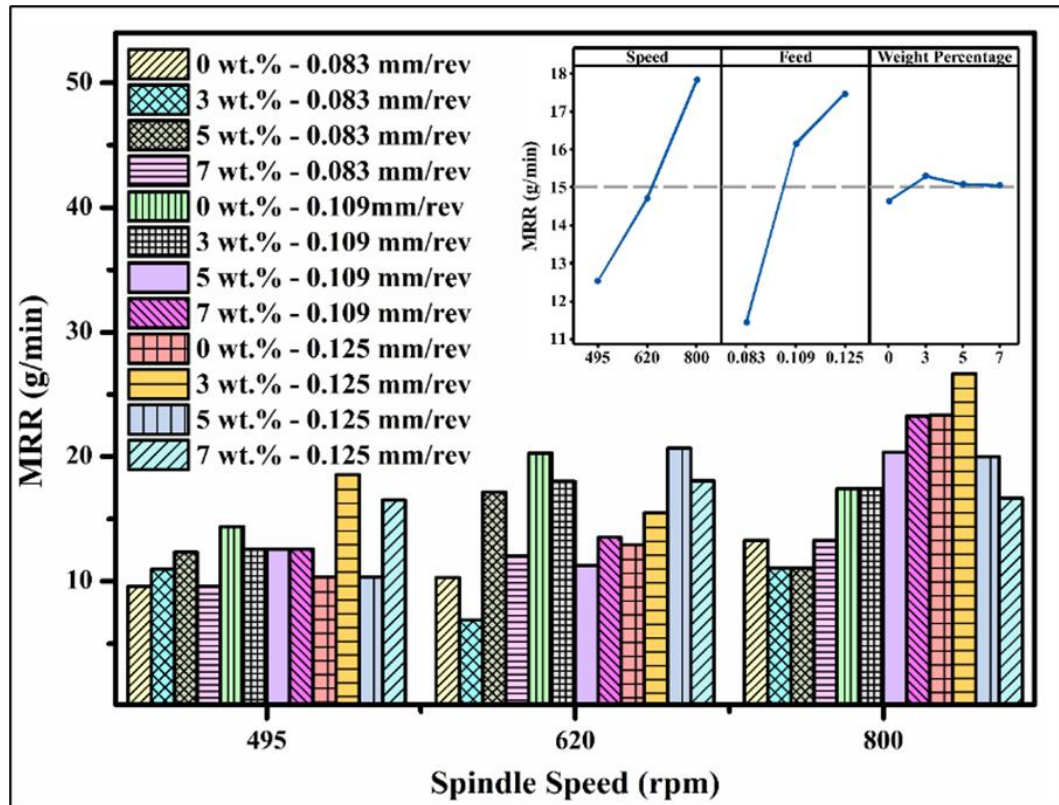 50
40
30
20
10
MRR (g/min)
0 wt.% - 0.083 mm/rev
3 wt.% - 0.083 mm/rev
5 wt.% - 0.083 mm/rev
7 wt.% - 0.083 mm/rev
0 wt.% - 0.109mm/rev
3 wt.% - 0.109 mm/rev
5 wt.% - 0.109 mm/rev
7 wt.% - 0.109 mm/rev
0 wt.% - 0.125 mm/rev
3 wt.% - 0.125 mm/rev
5 wt.% - 0.125 mm/rev
7 wt.% - 0.125 mm/rev
Speed Feed Weight Percentage
18
17
16
15
14
13
12
11
MRR (g/min)
495 620 800 0.083 0.109 0.125 0 3 5 7
495 620 800
Spindle Speed (rpm)